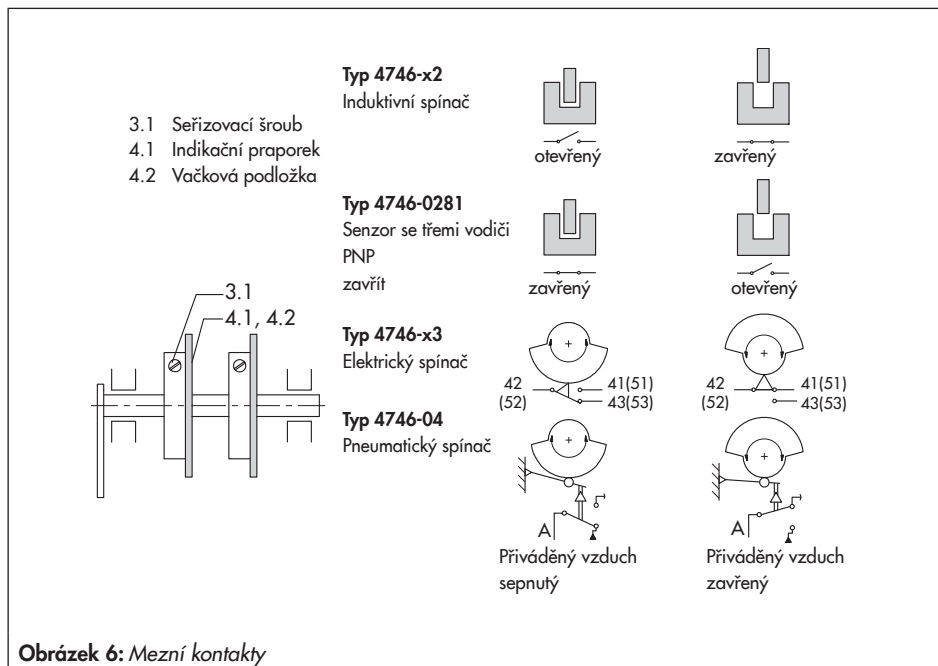 3.1 Seřizovací šroub
4.1 Indikační praporek
4.2 Vačková podložka
3.1
4.1, 4.2
Typ 4746-x2
Induktivní spínač
otevřený
zavřený
Typ 4746-0281
Senzor se třemi vodiči
PNP
zavřít
zavřený
otevřený
Typ 4746-x3
Elektrický spínač
42
(52)
41(51)
43(53)
42
(52)
41(51)
43(53)
Typ 4746-04
Pneumatický spínač
A
Přiváděný vzduch
sepnutý
A
Přiváděný vzduch
zavřený
Obrázek 6: Mezní kontakty